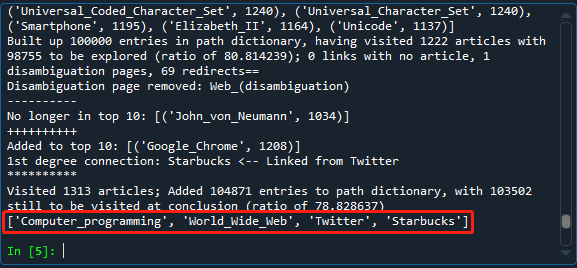 ('Universal_Coded_Character_Set', 1240), ('Universal_Character_Set', 1240),
('Smartphone', 1195), ('Elizabeth_II', 1164), ('Unicode', 1137)]
Built up 100000 entries in path dictionary, having visited 1222 articles with
98755 to be explored (ratio of 80.814239); 0 links with no article, 1
disambiguation pages, 69 redirects==
Disambiguation page removed: Web_(disambiguation)
----------
No longer in top 10: [('John_von_Neumann', 1034)]
++++++++++
Added to top 10: [('Google_Chrome', 1208)]
1st degree connection: Starbucks <-- Linked from Twitter
**********
Visited 1313 articles; Added 104871 entries to path dictionary, with 103502
still to be visited at conclusion (ratio of 78.828637)
['Computer_programming', 'World_Wide_Web', 'Twitter', 'Starbucks']
In [5]: